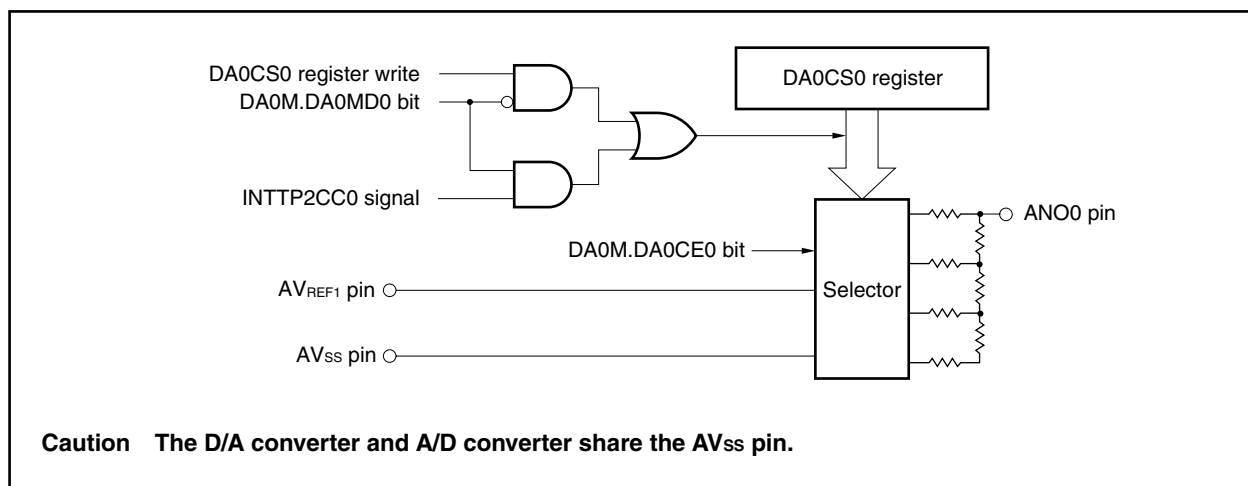 DA0CS0 register write
DA0M.DA0MD0 bit
DA0CS0 register
INTTP2CC0 signal
ANO0 pin
DA0M.DA0CE0 bit
AVREF1 pin
Selector
AVSS pin
Caution The D/A converter and A/D converter share the AVSS pin.